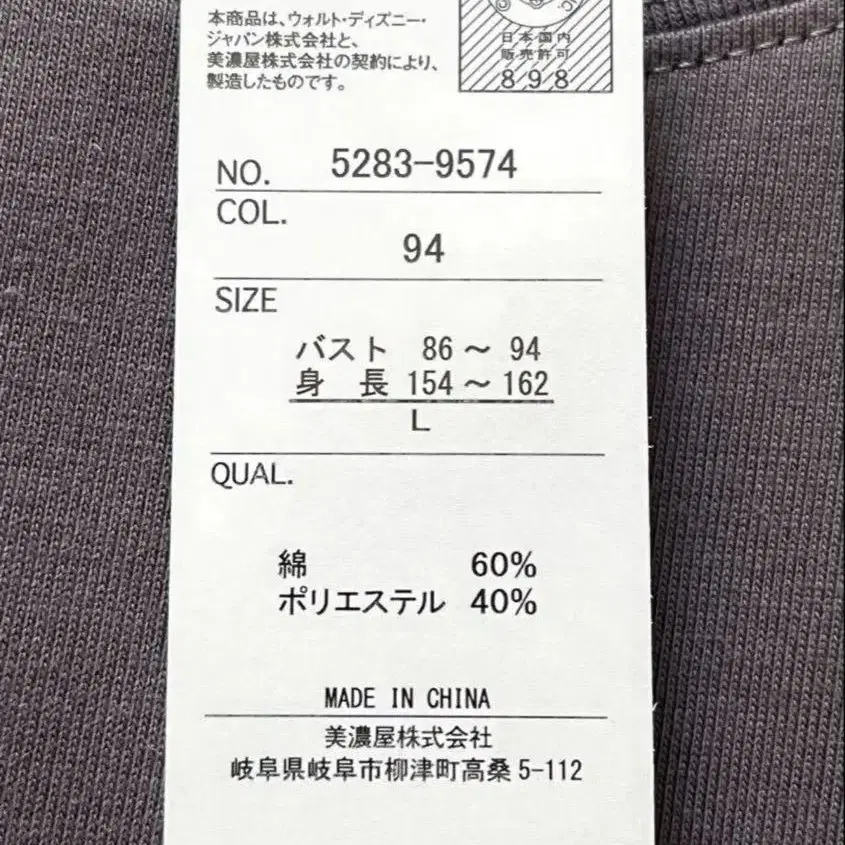 本商品は、ウォルト・ディズニー・
ジャパン株式会社と、
美濃屋株式会社の契約により、
製造したものです。
日本国内
販売許可
898
NO. 5283-9574
COL.
94
SIZE
バスト 86～94
身長 154～162
L
QUAL.
綿 60%
ポリエステル 40%
MADE IN CHINA
美濃屋株式会社
岐阜県岐阜市柳津町高桑5-112